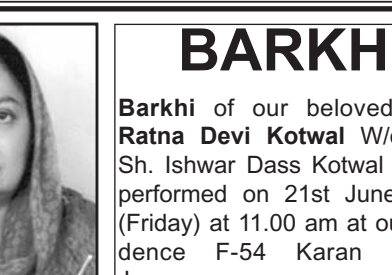 BARKH
Barkhi of our beloved
Ratna Devi Kotwal W/
Sh. Ishwar Dass Kotwal
performed on 21st June
(Friday) at 11.00 am at ou
dence F-54 Karan